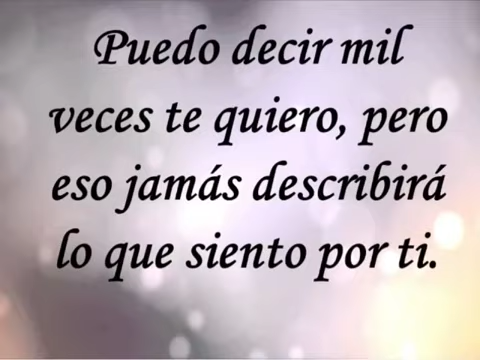 Puedo decir mil
veces te quiero, pero
eso jamás describirá
lo que siento por ti.